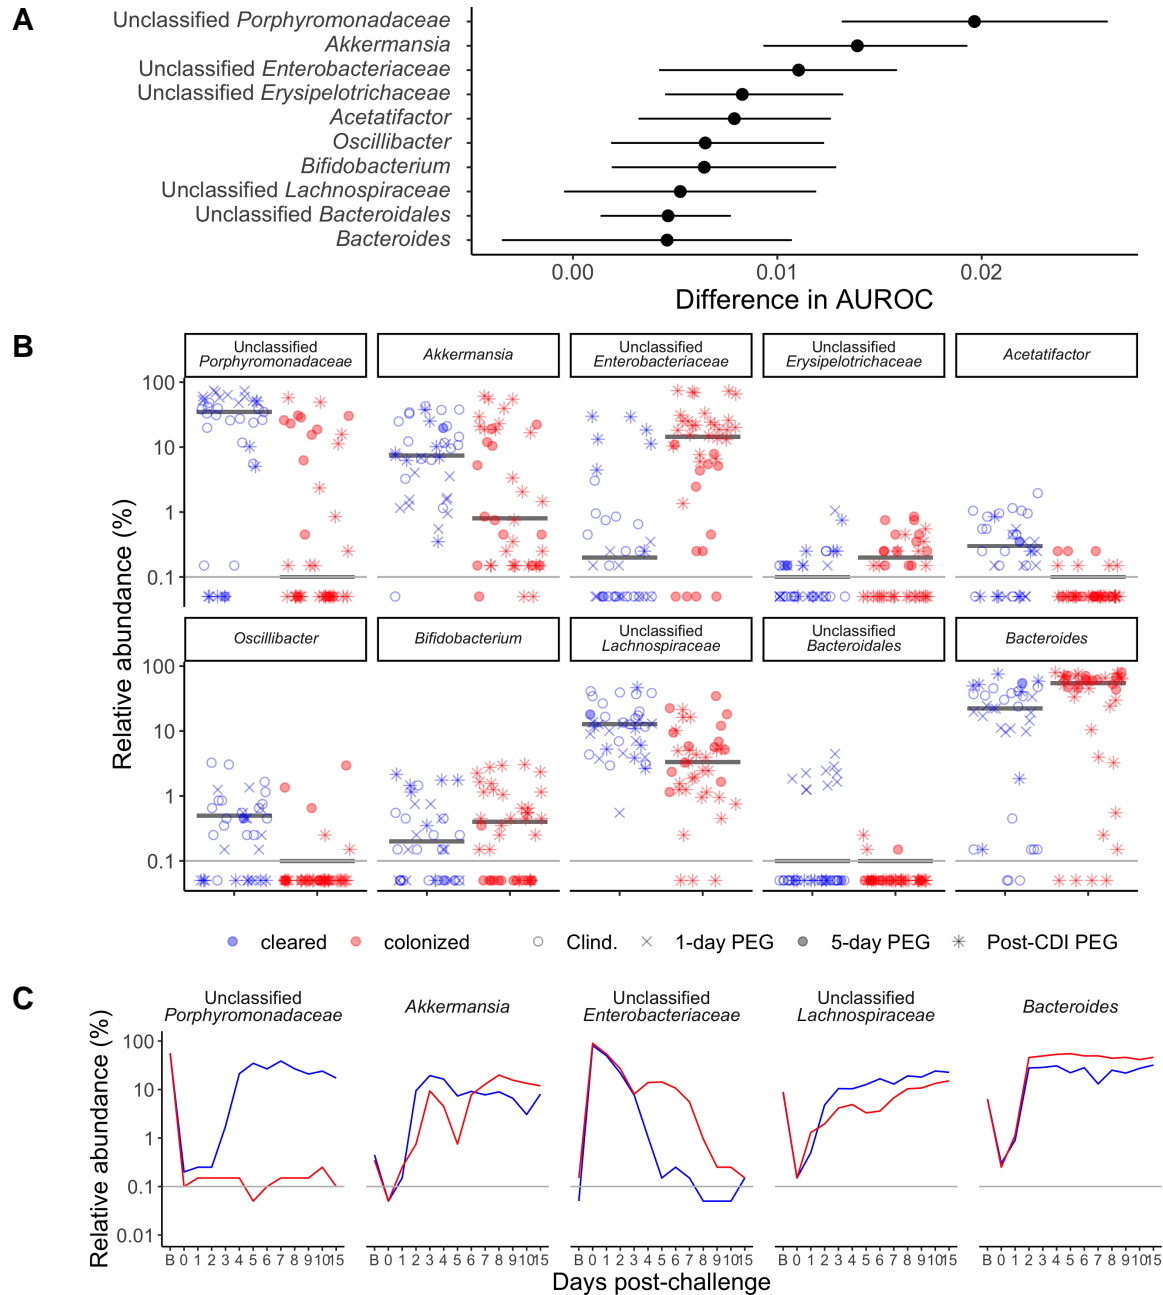 A
Unclassified Porphyromonadaceae
Akkermansia
Unclassified Enterobacteriaceae
Unclassified Erysipelotrichaceae
Acetatifactor
Oscillibacter
Bifidobacterium
Unclassified Lachnospiraceae
Unclassified Bacteroidales
Bacteroides
0.00 0.01 0.02
Difference in AUROC
B
Relative abundance (%)
Unclassified
Porphyromonadaceae
Akkermansia
Unclassified
Enterobacteriaceae
Unclassified
Erysipelotrichaceae
Acetatifactor
100
10
1
0.1
Oscillibacter
Bifidobacterium
Unclassified
Lachnospiraceae
Unclassified
Bacteroidales
Bacteroides
100
10
1
0.1
cleared colonized Clind. 1-day PEG 5-day PEG Post-CDI PEG
C
Relative abundance (%)
Unclassified
Porphyromonadaceae
Akkermansia
Unclassified
Enterobacteriaceae
Unclassified
Lachnospiraceae
Bacteroides
100
10
1
0.1
0.01
B 0 1 2 3 4 5 6 7 8 9 10 15
B 0 1 2 3 4 5 6 7 8 9 10 15
B 0 1 2 3 4 5 6 7 8 9 10 15
B 0 1 2 3 4 5 6 7 8 9 10 15
B 0 1 2 3 4 5 6 7 8 9 10 15
Days post-challenge